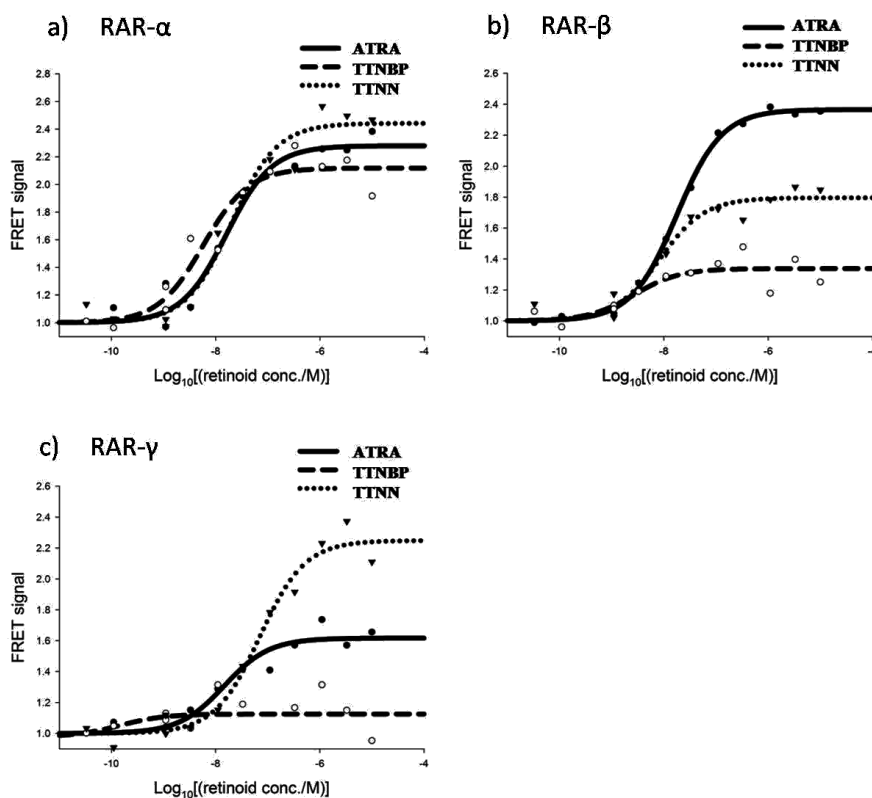 a) RAR-α
ATRA
TTNBP
TTNN
2.8
2.6
2.4
2.2
2.0
1.8
1.6
1.4
1.2
1.0
FRET signal
-10 -8 -6 -4
Log10[(retinoid conc./M)]
b) RAR-β
ATRA
TTNBP
TTNN
2.6
2.4
2.2
2.0
1.8
1.6
1.4
1.2
1.0
FRET signal
-10 -8 -6 -4
Log10[(retinoid conc./M)]
c) RAR-γ
ATRA
TTNBP
TTNN
2.6
2.4
2.2
2.0
1.8
1.6
1.4
1.2
1.0
FRET signal
-10 -8 -6 -4
Log10[(retinoid conc./M)]